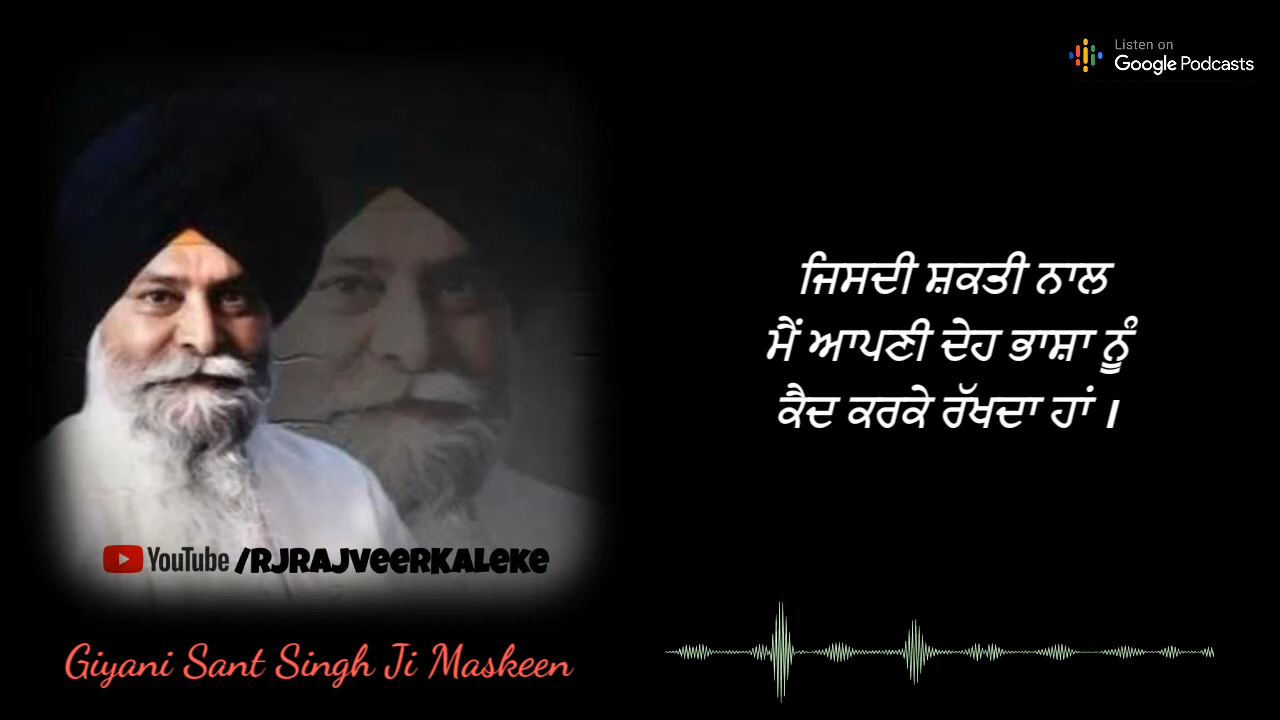 Listen on
Google Podcasts
ਜਿਸਦੀ ਸ਼ਕਤੀ ਨਾਲ
ਮੈਂ ਆਪਣੀ ਦੇਹ ਭਾਸ਼ਾ ਨੂੰ
ਕੈਦ ਕਰਕੇ ਰੱਖਦਾ ਹਾਂ ।
YouTube /RJRAJVEERKALEKE
Giyani Sant Singh Ji Maskeen